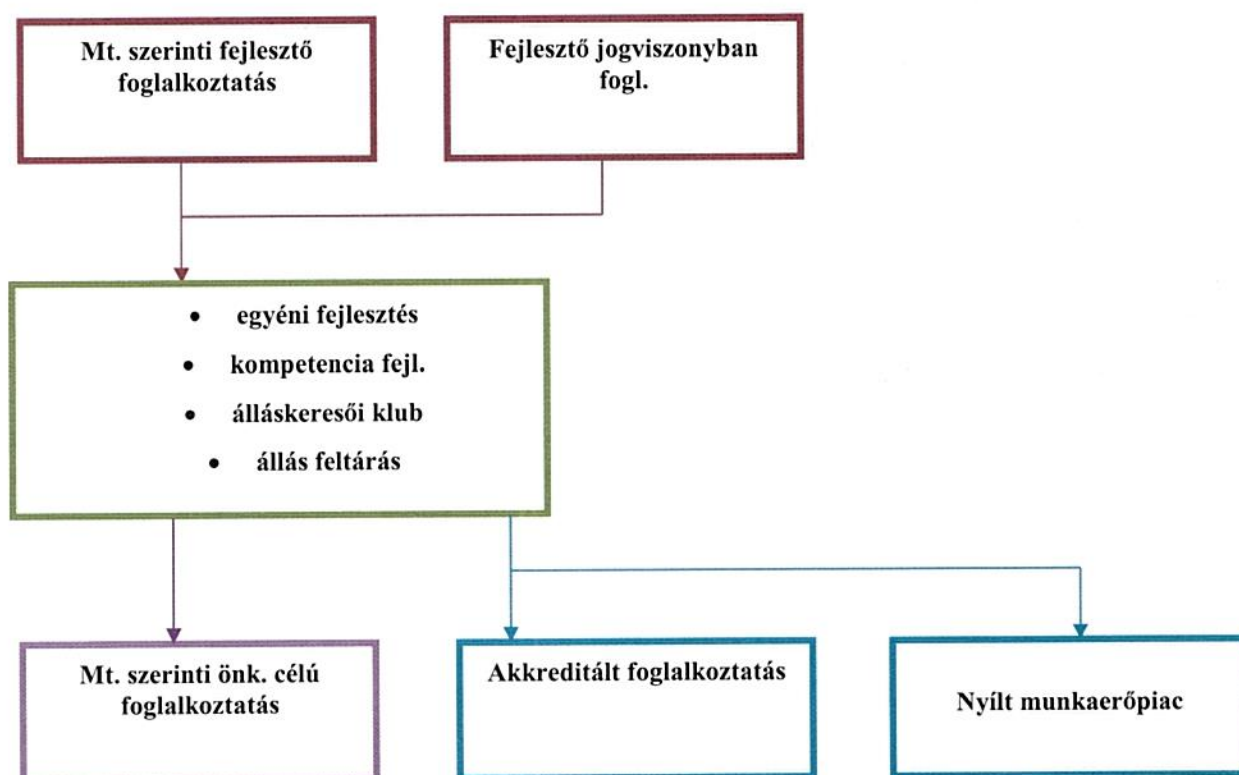 Mt. szerinti fejlesztő
foglalkoztatás
Fejlesztő jogviszonyban
fogl.
• egyéni fejlesztés
• kompetencia fejl.
• álláskeresői klub
• állás feltárás
Mt. szerinti önk. célú
foglalkoztatás
Akkreditált foglalkoztatás
Nyílt munkaerőpiac